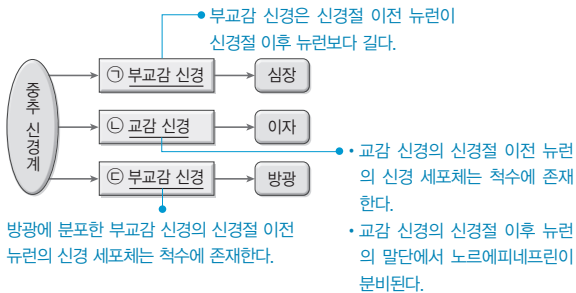 부교감 신경은 신경절 이전 뉴런이
신경절 이후 뉴런보다 길다.
중추 신경계
㉠ 부교감 신경
심장
㉡ 교감 신경
이자
㉢ 부교감 신경
방광
• 교감 신경의 신경절 이전 뉴런
의 신경 세포체는 척수에 존재
한다.
• 교감 신경의 신경절 이후 뉴런
의 말단에서 노르에피네프린이
분비된다.
방광에 분포한 부교감 신경의 신경절 이전
뉴런의 신경 세포체는 척수에 존재한다.